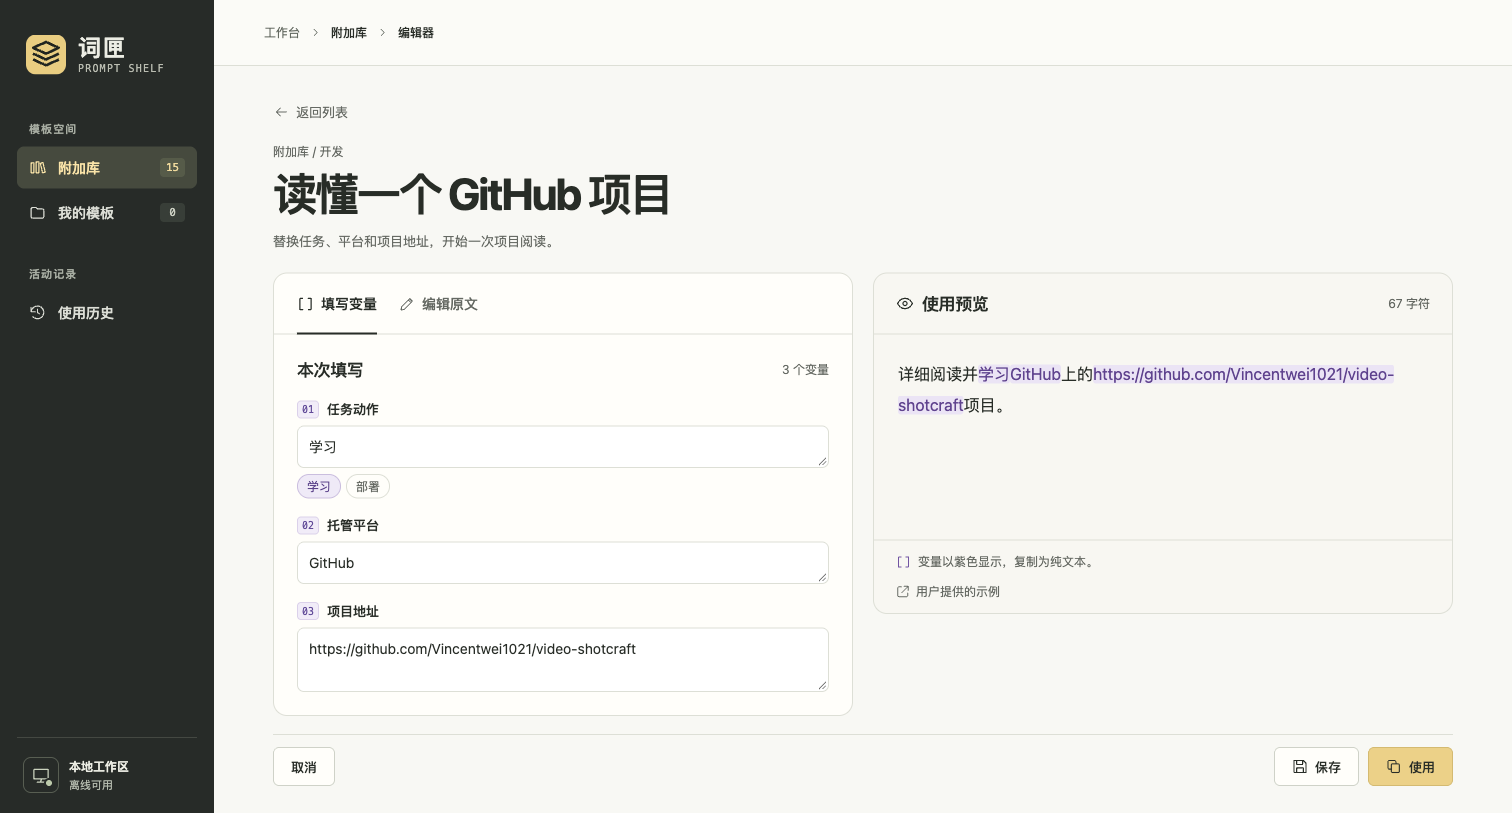 词匣
PROMPT SHELF
模板空间
附加库 15
我的模板 0
活动记录
使用历史
本地工作区
离线可用
工作台 > 附加库 > 编辑器
← 返回列表
附加库 / 开发
读懂一个 GitHub 项目
替换任务、平台和项目地址，开始一次项目阅读。
[ ] 填写变量 编辑原文
本次填写 3 个变量
01 任务动作
学习
学习 部署
02 托管平台
GitHub
03 项目地址
https://github.com/Vincentwei1021/video-shotcraft
使用预览 67 字符
详细阅读并学习GitHub上的https://github.com/Vincentwei1021/video-
shotcraft项目。
[ ] 变量以紫色显示，复制为纯文本。
用户提供的示例
取消 保存 使用